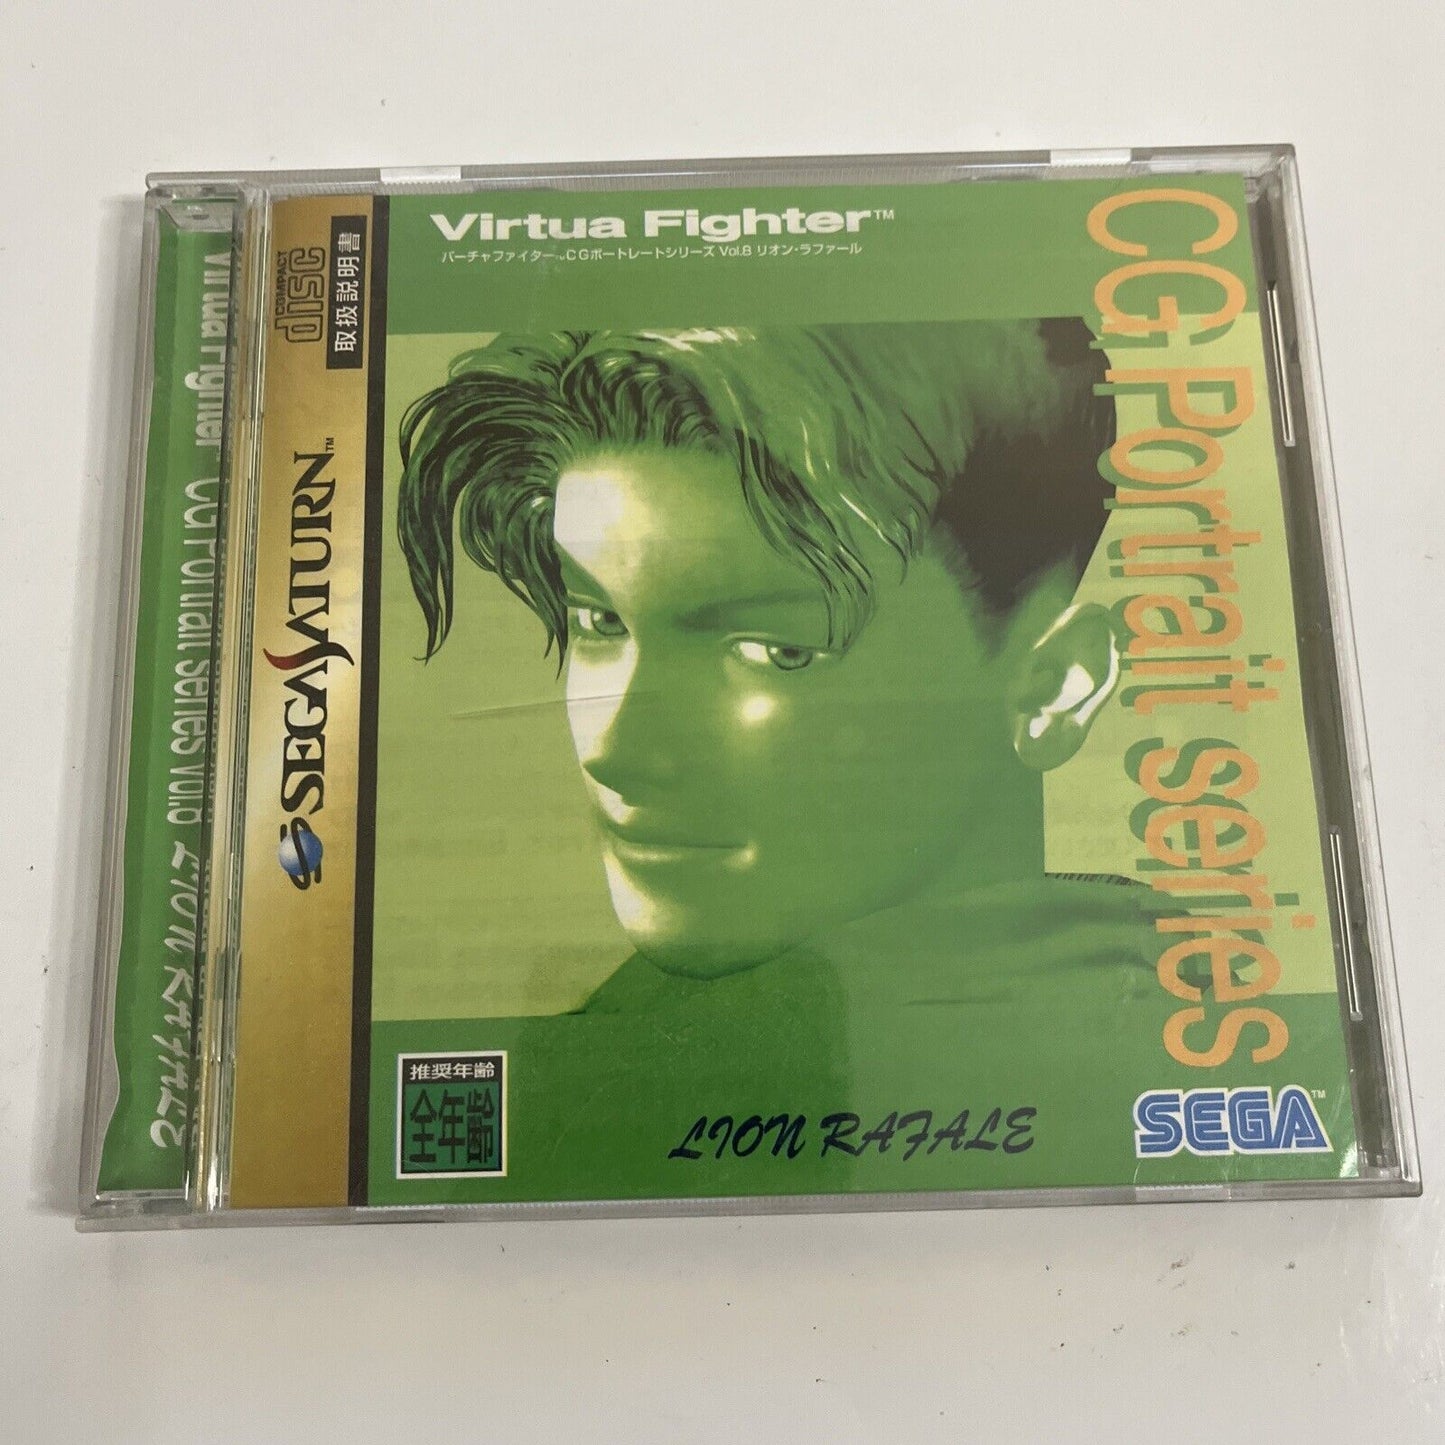 Virtua Fighter™
バーチャファイター™CGポートレートシリーズ Vol.8 リオン・ラファール
CG Portrait series
COMPACT
disc
取扱説明書
SEGA SATURN™
推奨年齢
全年齢
LION RAFALE
SEGA™
Virtua Fighter CG Portrait series vol.8 LION RAFALE